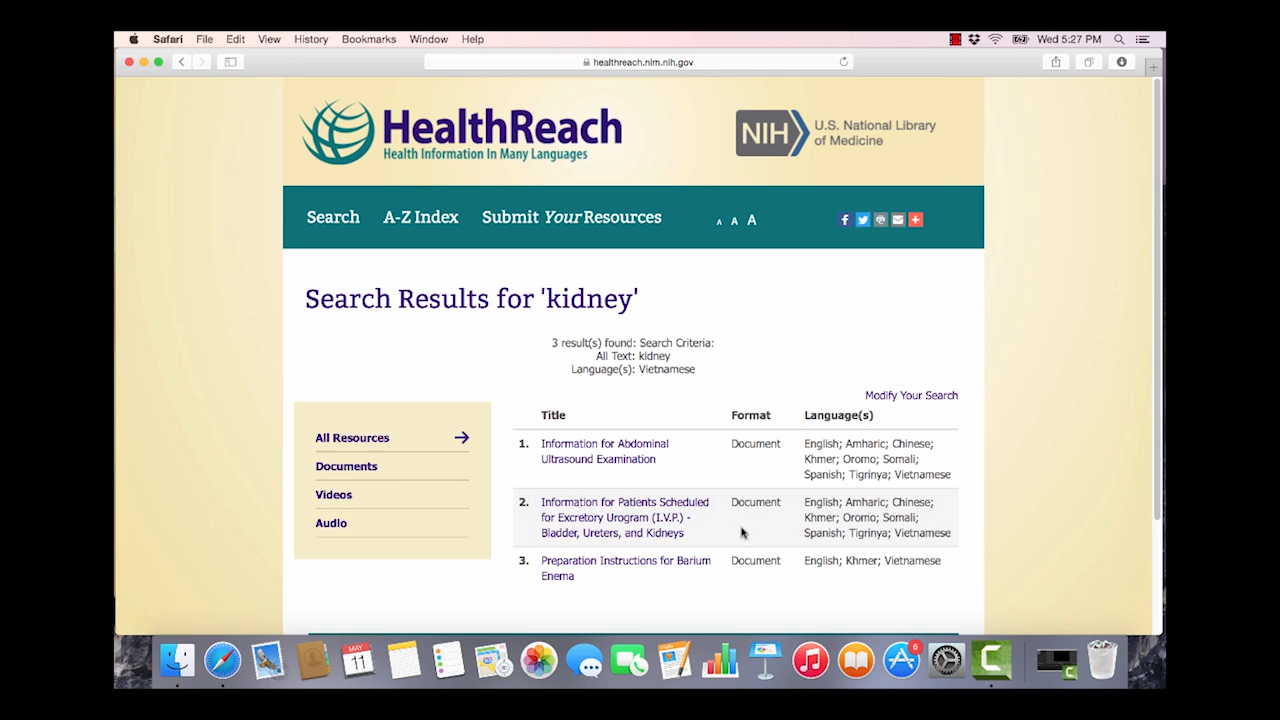 Safari File Edit View History Bookmarks Window Help Wed 5:27 PM
healthreach.nlm.nih.gov
HealthReach
Health Information In Many Languages
NIH U.S. National Library
of Medicine
Search A-Z Index Submit Your Resources A A A
Search Results for 'kidney'
3 result(s) found: Search Criteria:
All Text: kidney
Language(s): Vietnamese
Modify Your Search
All Resources
Documents
Videos
Audio
Title Format Language(s)
1. Information for Abdominal Document English; Amharic; Chinese;
Ultrasound Examination Khmer; Oromo; Somali;
Spanish; Tigrinya; Vietnamese
2. Information for Patients Scheduled Document English; Amharic; Chinese;
for Excretory Urogram (I.V.P.) - Khmer; Oromo; Somali;
Bladder, Ureters, and Kidneys Spanish; Tigrinya; Vietnamese
3. Preparation Instructions for Barium Document English; Khmer; Vietnamese
Enema
MAY
11
6